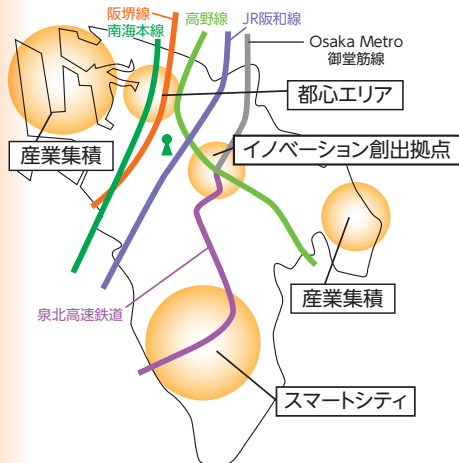 阪堺線
南海本線
高野線
JR阪和線
Osaka Metro
御堂筋線
都心エリア
産業集積
イノベーション創出拠点
産業集積
泉北高速鉄道
スマートシティ